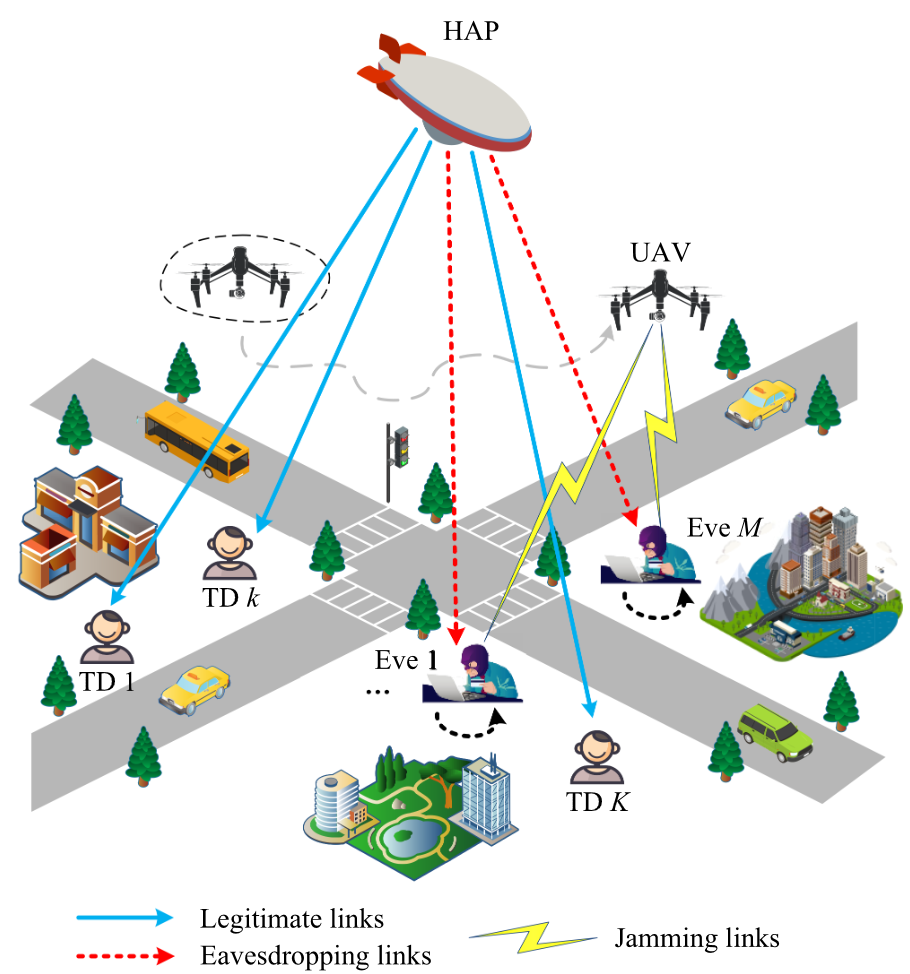 HAP
UAV
Eve M
TD k
TD 1
Eve 1
...
TD K
Legitimate links
Eavesdropping links
Jamming links